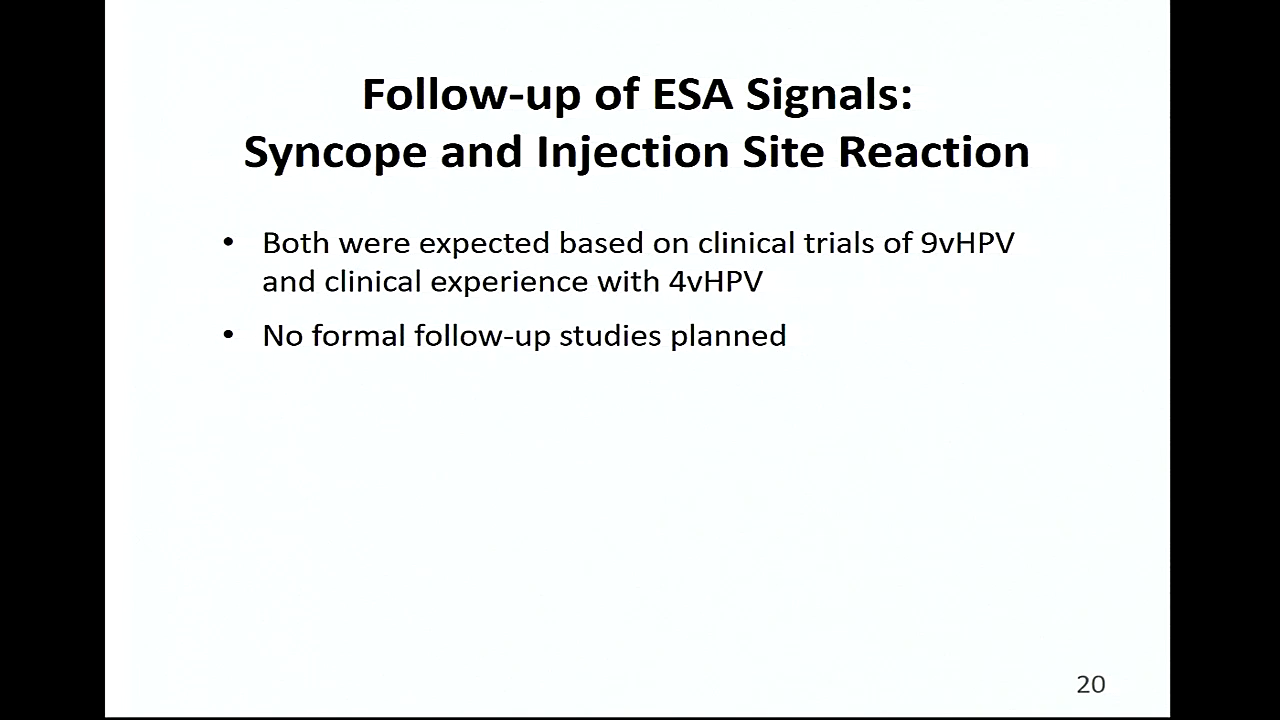 Follow-up of ESA Signals:
Syncope and Injection Site Reaction
• Both were expected based on clinical trials of 9vHPV
and clinical experience with 4vHPV
• No formal follow-up studies planned
20